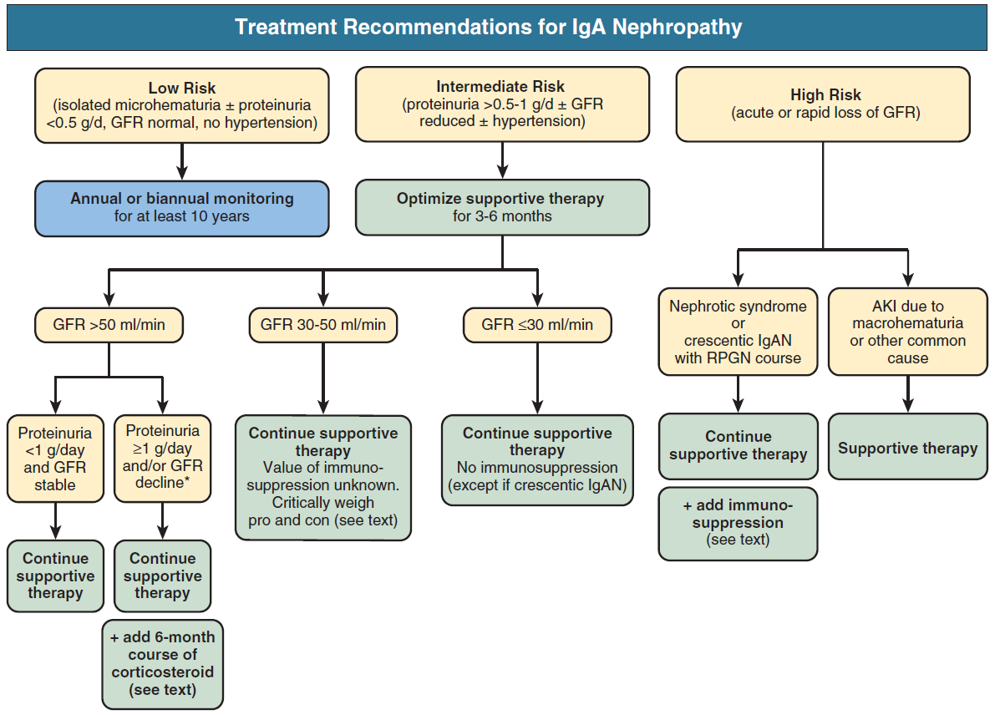 Treatment Recommendations for IgA Nephropathy
Low Risk
(isolated microhematuria ± proteinuria
<0.5 g/d, GFR normal, no hypertension)
Intermediate Risk
(proteinuria >0.5-1 g/d ± GFR
reduced ± hypertension)
High Risk
(acute or rapid loss of GFR)
Annual or biannual monitoring
for at least 10 years
Optimize supportive therapy
for 3-6 months
GFR >50 ml/min
GFR 30-50 ml/min
GFR ≤30 ml/min
Nephrotic syndrome
or
crescentic IgAN
with RPGN course
AKI due to
macrohematuria
or other common
cause
Proteinuria
<1 g/day
and GFR
stable
Proteinuria
≥1 g/day
and/or GFR
decline*
Continue supportive
therapy
Value of immuno-
suppression unknown.
Critically weigh
pro and con (see text)
Continue supportive
therapy
No immunosuppression
(except if crescentic IgAN)
Continue
supportive therapy
Supportive therapy
+ add immuno-
suppression
(see text)
Continue
supportive
therapy
Continue
supportive
therapy
+ add 6-month
course of
corticosteroid
(see text)